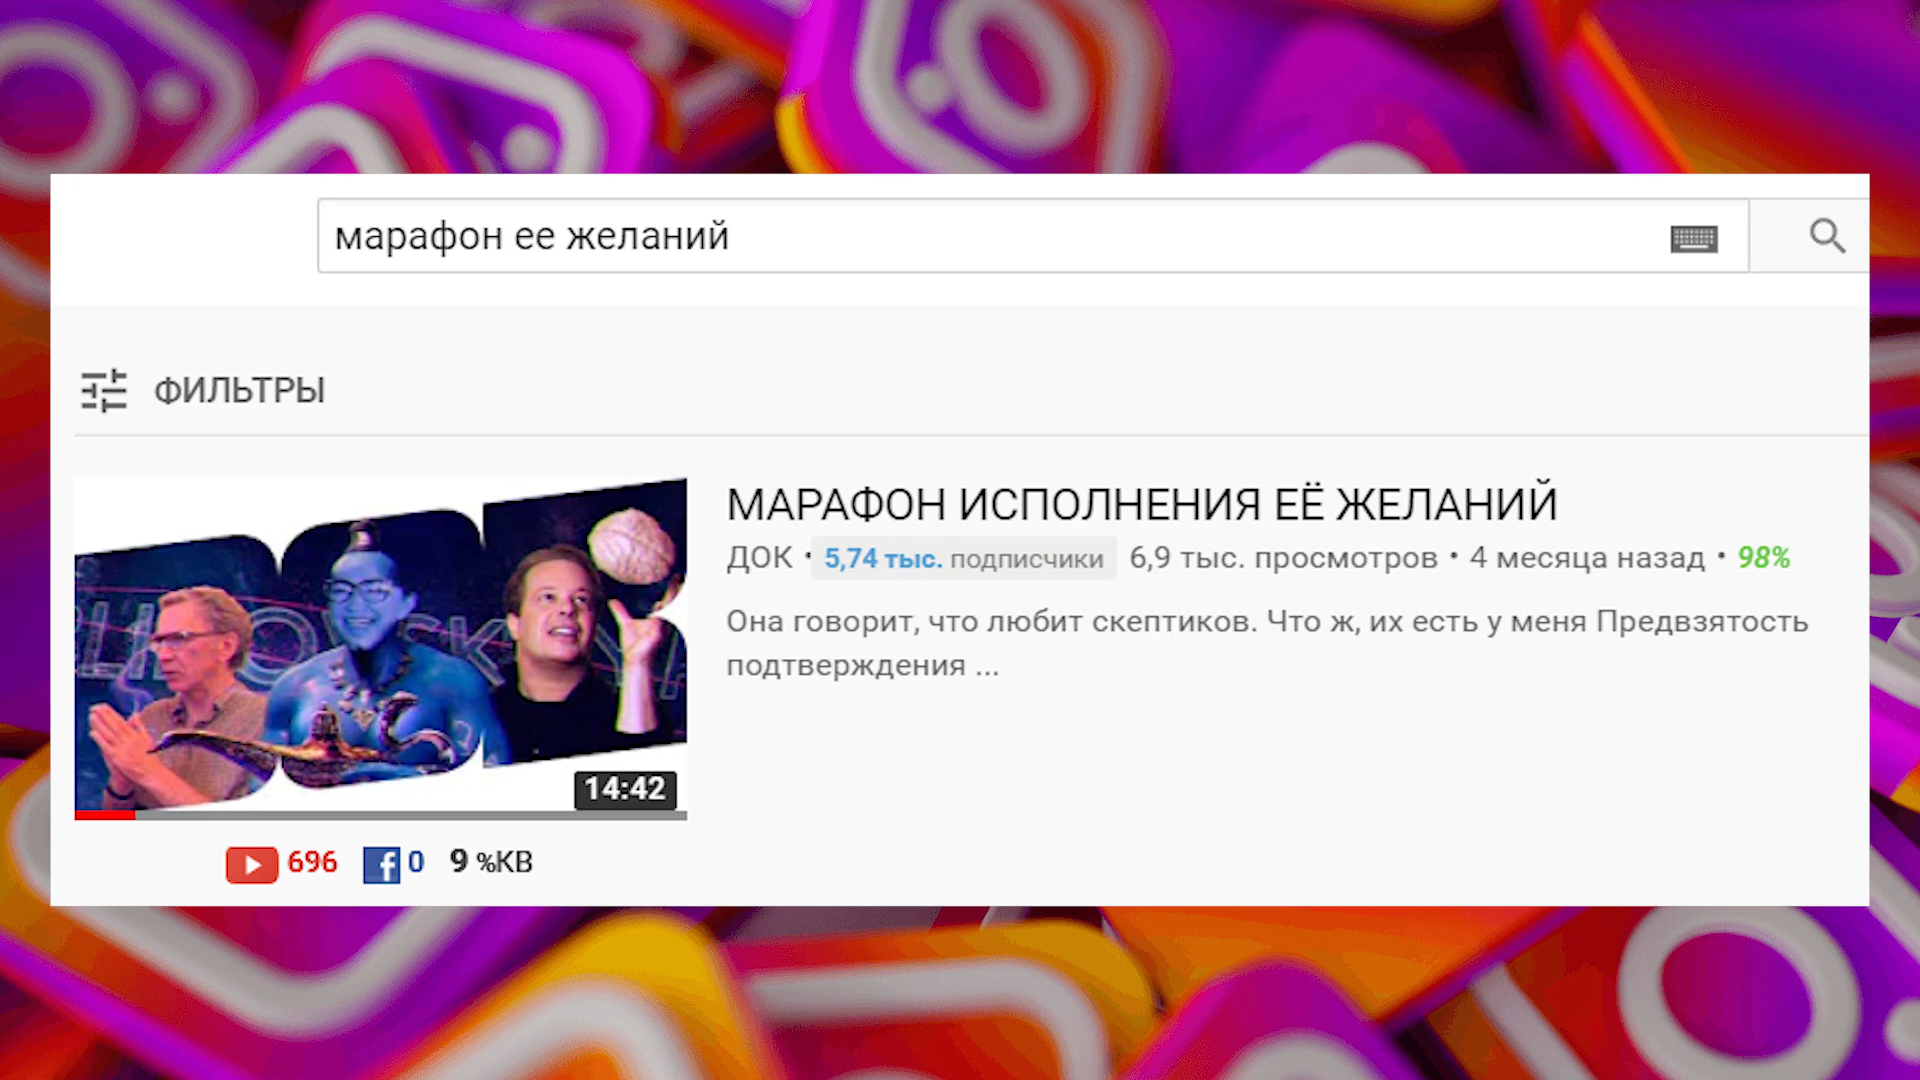 марафон ее желаний
ФИЛЬТРЫ
МАРАФОН ИСПОЛНЕНИЯ ЕЁ ЖЕЛАНИЙ
ДОК • 5,74 тыс. подписчики 6,9 тыс. просмотров • 4 месяца назад • 98%
Она говорит, что любит скептиков. Что ж, их есть у меня Предвзятость
подтверждения ...
14:42
696 f 0 9 %KB